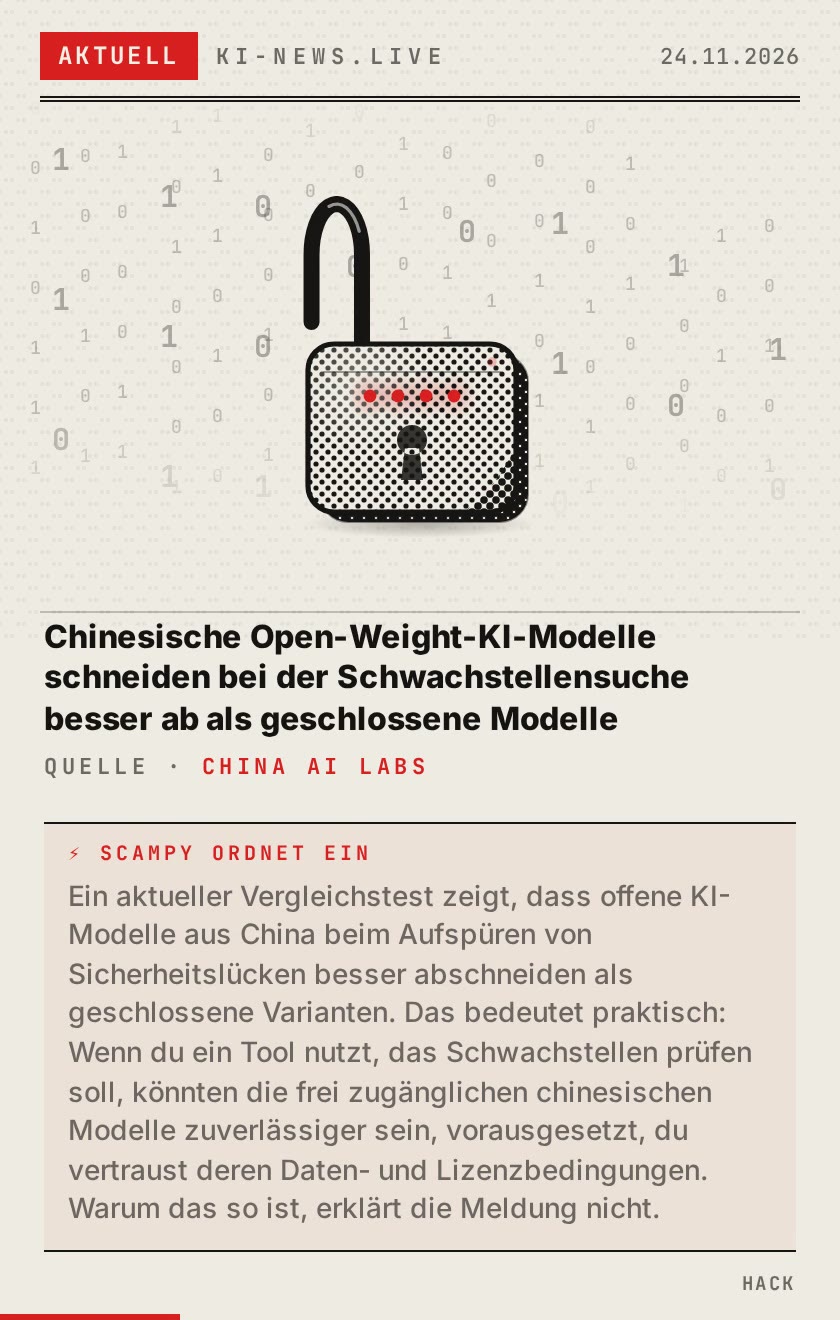 AKTUELL KI-NEWS.LIVE 24.11.2026
Chinesische Open-Weight-KI-Modelle
schneiden bei der Schwachstellensuche
besser ab als geschlossene Modelle
QUELLE · CHINA AI LABS
⚡ SCAMPY ORDNET EIN
Ein aktueller Vergleichstest zeigt, dass offene KI-
Modelle aus China beim Aufspüren von
Sicherheitslücken besser abschneiden als
geschlossene Varianten. Das bedeutet praktisch:
Wenn du ein Tool nutzt, das Schwachstellen prüfen
soll, könnten die frei zugänglichen chinesischen
Modelle zuverlässiger sein, vorausgesetzt, du
vertraust deren Daten- und Lizenzbedingungen.
Warum das so ist, erklärt die Meldung nicht.
HACK